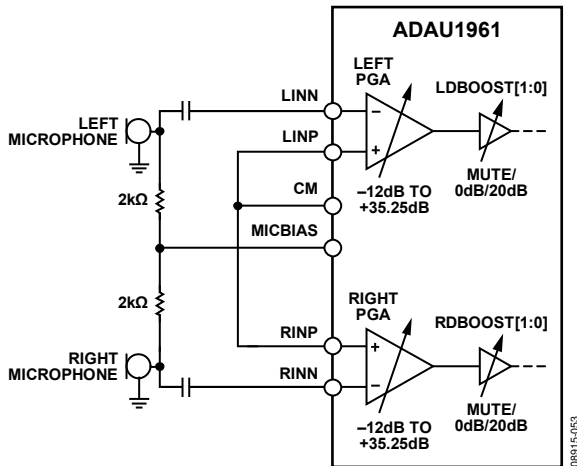 ADAU1961
LEFT
PGA
LDBOOST[1:0]
LINN
LEFT
MICROPHONE
LINP
MUTE/
0dB/20dB
CM
–12dB TO
+35.25dB
2kΩ
MICBIAS
2kΩ
RIGHT
PGA
RDBOOST[1:0]
RINP
RIGHT
MICROPHONE
RINN
MUTE/
0dB/20dB
–12dB TO
+35.25dB
08915-053